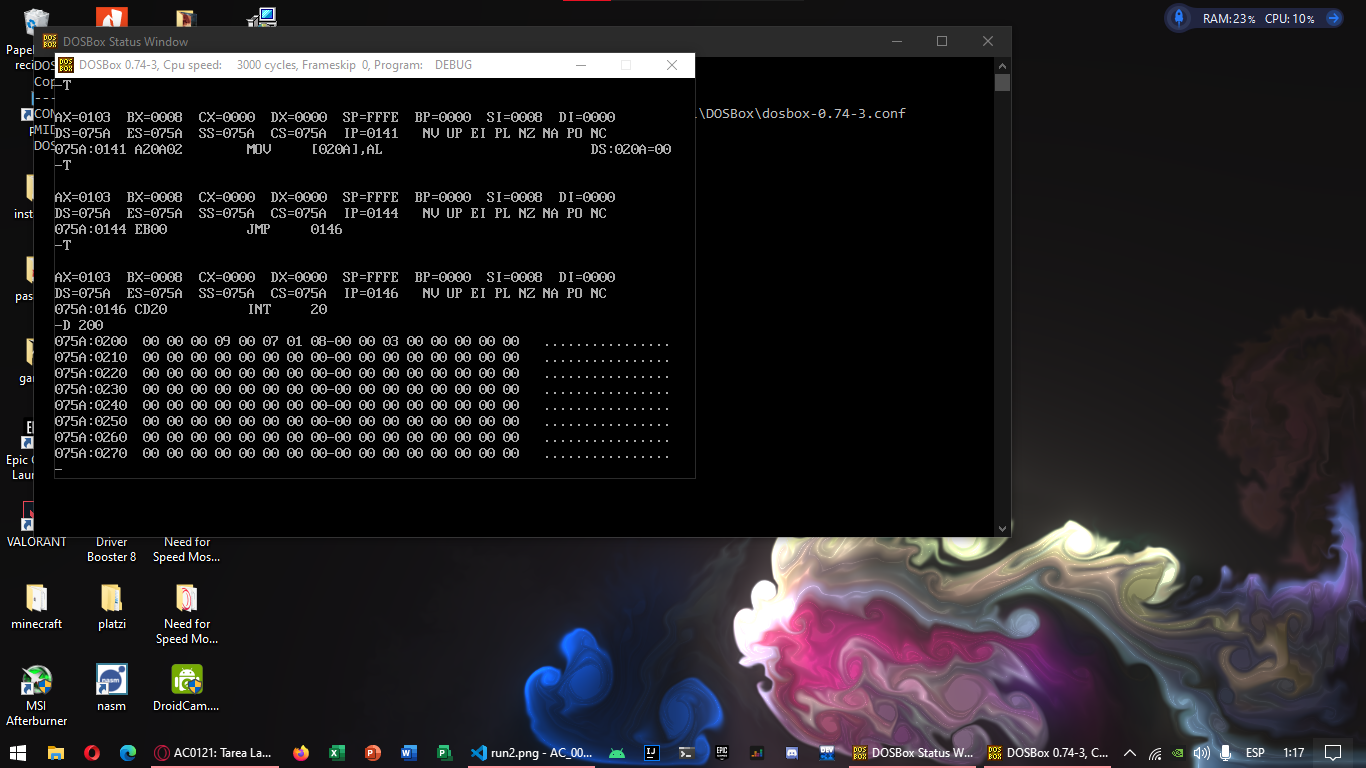 RAM:23% CPU: 10%
Papel
reci
DOSBox Status Window
DOSBox 0.74-3, Cpu speed: 3000 cycles, Frameskip 0, Program: DEBUG
DOS
Cop
---
CON
MID
DOS
\DOSBox\dosbox-0.74-3.conf
-T
AX=0103 BX=0008 CX=0000 DX=0000 SP=FFFE BP=0000 SI=0008 DI=0000
DS=075A ES=075A SS=075A CS=075A IP=0141 NV UP EI PL NZ NA PO NC
075A:0141 A20A02 MOV [020A],AL DS:020A=00
-T
AX=0103 BX=0008 CX=0000 DX=0000 SP=FFFE BP=0000 SI=0008 DI=0000
DS=075A ES=075A SS=075A CS=075A IP=0144 NV UP EI PL NZ NA PO NC
075A:0144 EB00 JMP 0146
-T
AX=0103 BX=0008 CX=0000 DX=0000 SP=FFFE BP=0000 SI=0008 DI=0000
DS=075A ES=075A SS=075A CS=075A IP=0146 NV UP EI PL NZ NA PO NC
075A:0146 CD20 INT 20
-D 200
075A:0200 00 00 00 09 00 07 01 08-00 00 03 00 00 00 00 00 ................
075A:0210 00 00 00 00 00 00 00 00-00 00 00 00 00 00 00 00 ................
075A:0220 00 00 00 00 00 00 00 00-00 00 00 00 00 00 00 00 ................
075A:0230 00 00 00 00 00 00 00 00-00 00 00 00 00 00 00 00 ................
075A:0240 00 00 00 00 00 00 00 00-00 00 00 00 00 00 00 00 ................
075A:0250 00 00 00 00 00 00 00 00-00 00 00 00 00 00 00 00 ................
075A:0260 00 00 00 00 00 00 00 00-00 00 00 00 00 00 00 00 ................
075A:0270 00 00 00 00 00 00 00 00-00 00 00 00 00 00 00 00 ................
-
inst
pas
ga
Epic
Lau
VALORANT
Driver
Booster 8
Need for
Speed Mos...
minecraft
platzi
Need for
Speed Mo...
MSI
Afterburner
nasm
nasm
DroidCam....
AC0121: Tarea La...
run2.png - AC_00...
DOSBox Status W...
DOSBox 0.74-3, C...
ESP
1:17